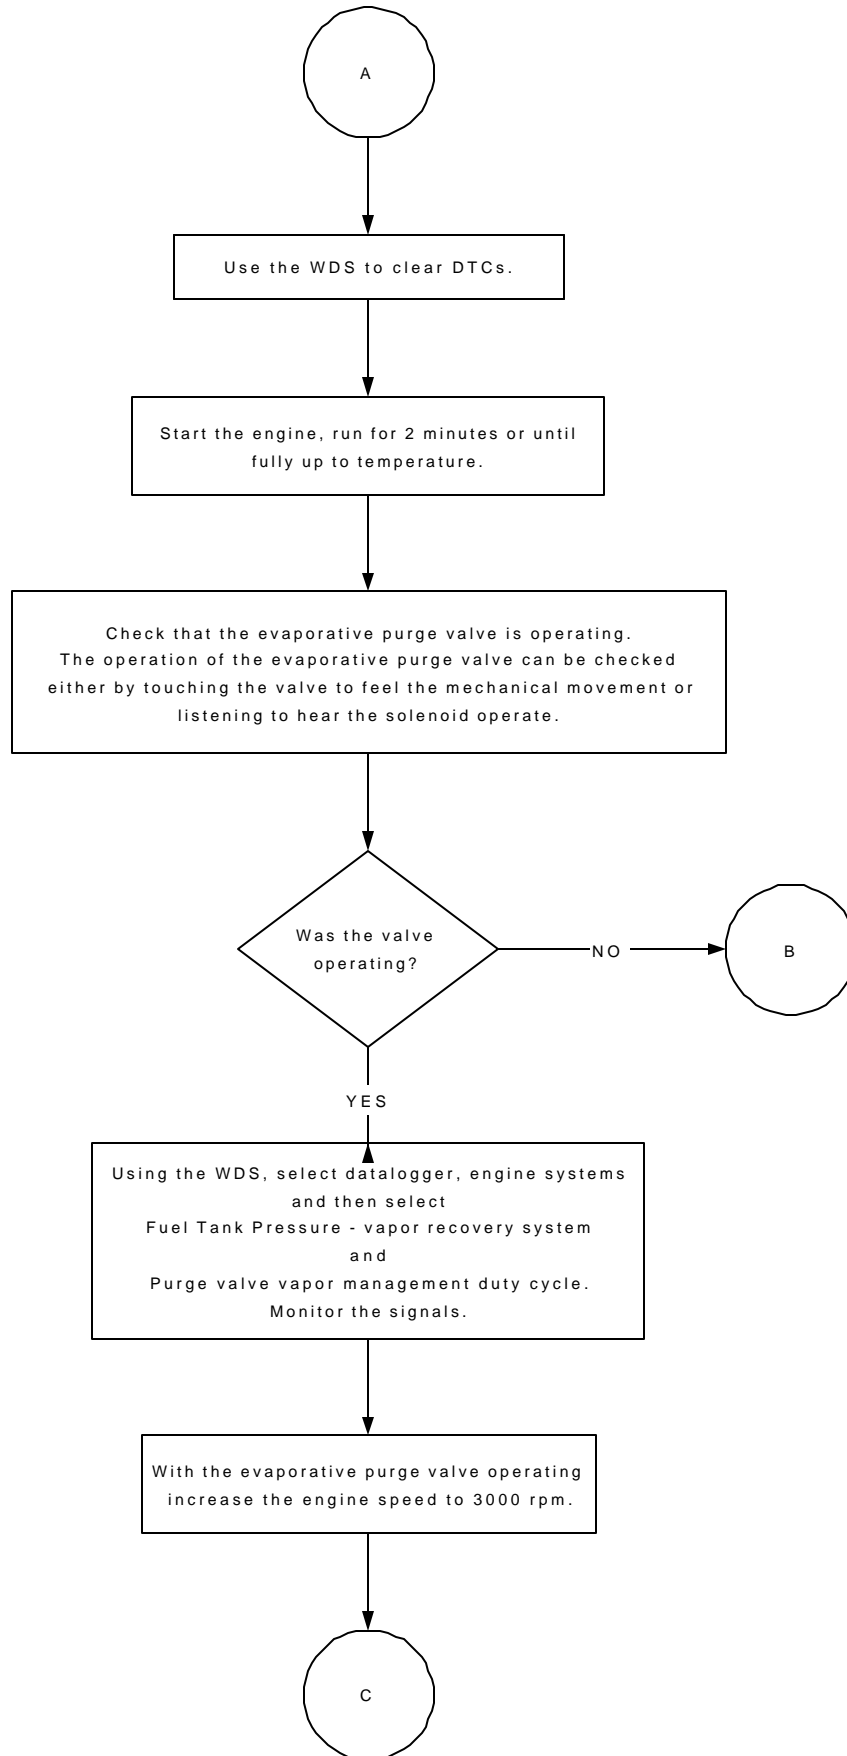 A
Use the WDS to clear DTCs.
Start the engine, run for 2 minutes or until
fully up to temperature.
Check that the evaporative purge valve is operating.
The operation of the evaporative purge valve can be checked
either by touching the valve to feel the mechanical movement or
listening to hear the solenoid operate.
Was the valve
operating?
NO
B
YES
Using the WDS, select datalogger, engine systems
and then select
Fuel Tank Pressure - vapor recovery system
and
Purge valve vapor management duty cycle.
Monitor the signals.
With the evaporative purge valve operating
increase the engine speed to 3000 rpm.
C